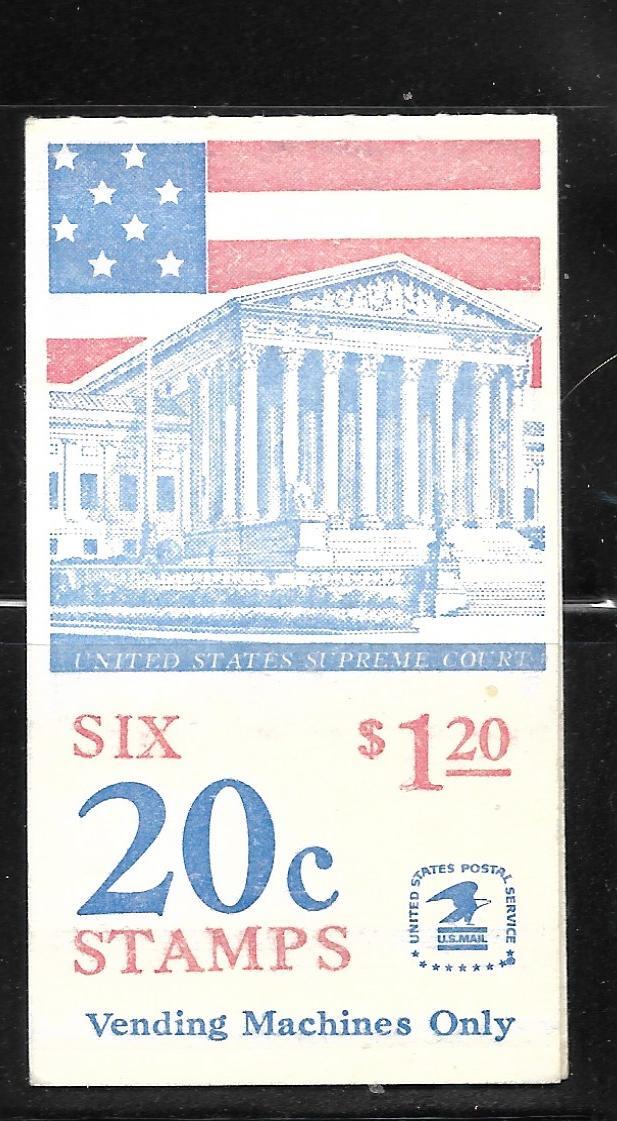 UNITED STATES SUPREME COURT
SIX $1 20
20c
STAMPS
UNITED STATES POSTAL SERVICE
U.S.MAIL
Vending Machines Only